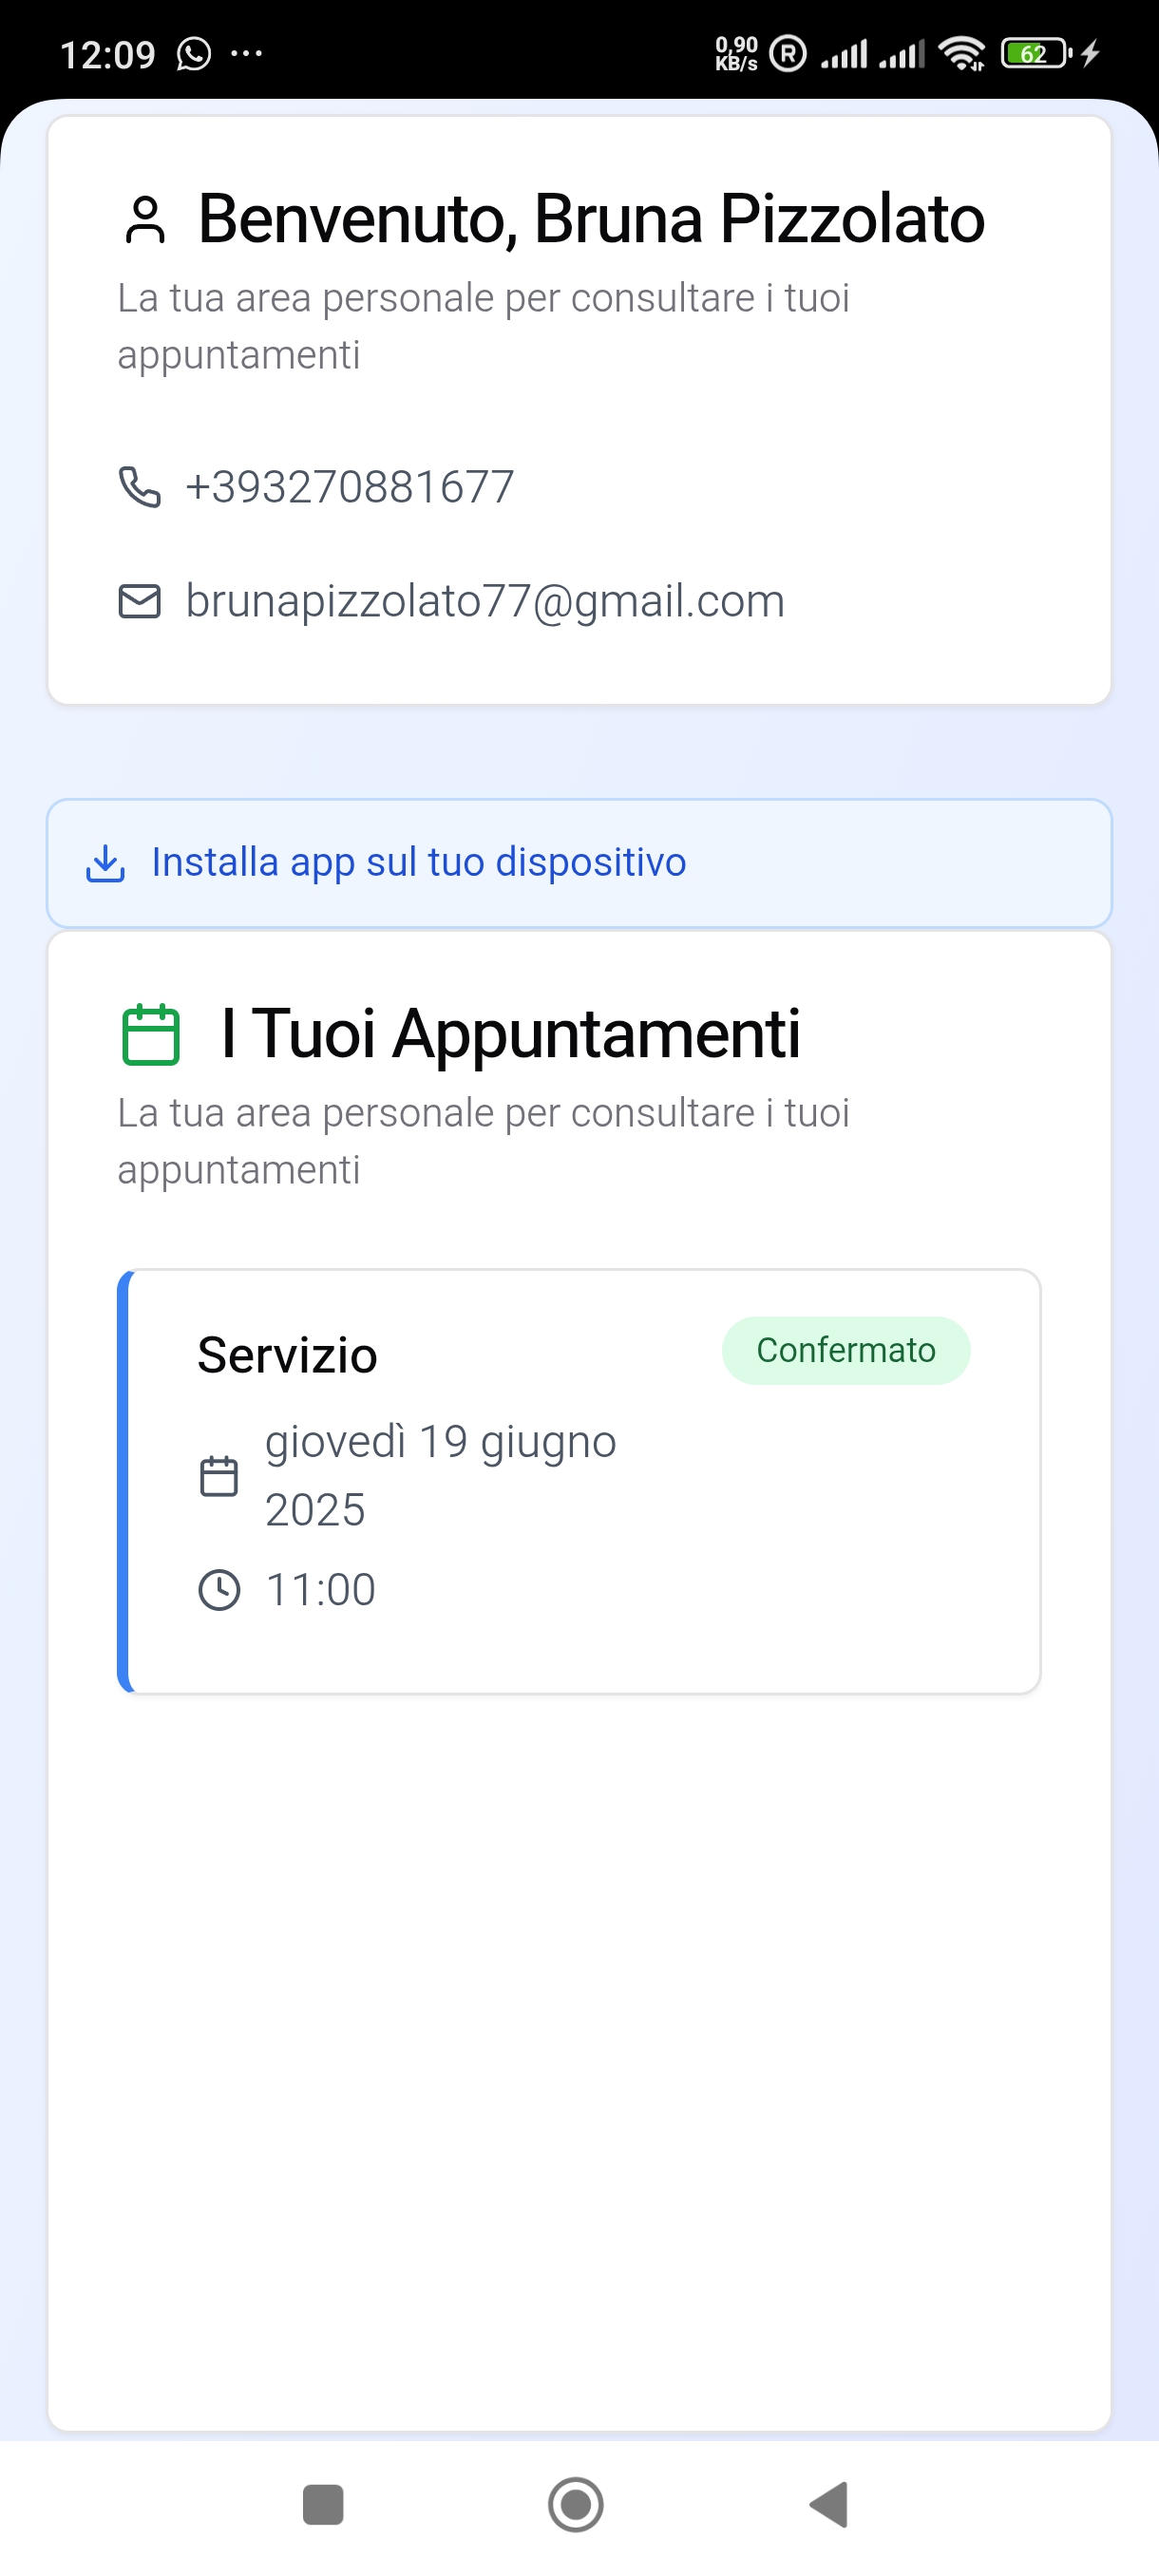 12:09
0,90
KB/s
R
62
Benvenuto, Bruna Pizzolato
La tua area personale per consultare i tuoi
appuntamenti
+393270881677
brunapizzolato77@gmail.com
Installa app sul tuo dispositivo
I Tuoi Appuntamenti
La tua area personale per consultare i tuoi
appuntamenti
Servizio
Confermato
giovedì 19 giugno
2025
11:00